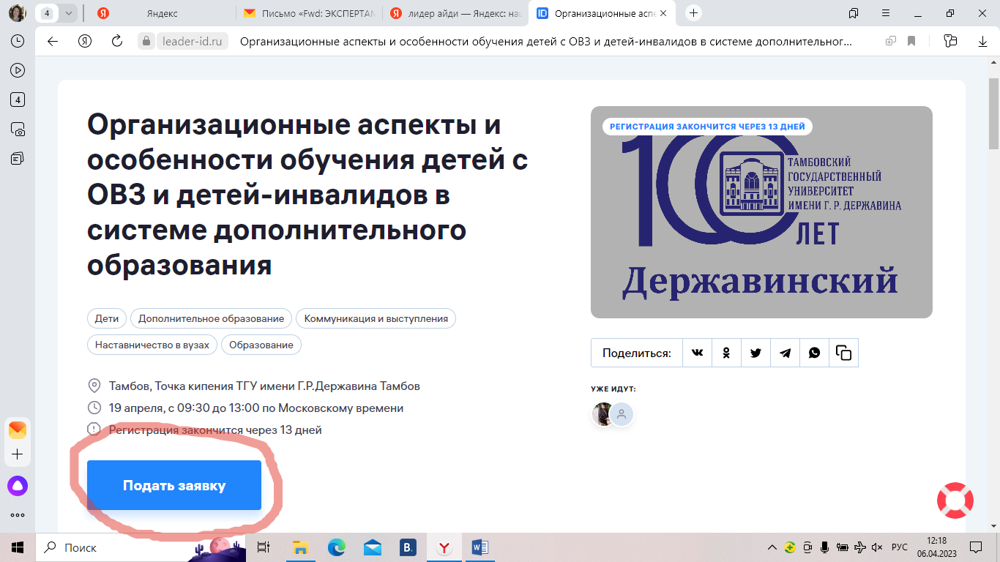 4
Яндекс
Письмо «Fwd: ЭКСПЕРТАМ
лидер айди — Яндекс: на
Организационные аспе
leader-id.ru
Организационные аспекты и особенности обучения детей с ОВЗ и детей-инвалидов в системе дополнительног...
4
Организационные аспекты и
особенности обучения детей с
ОВЗ и детей-инвалидов в
системе дополнительного
образования
Дети
Дополнительное образование
Коммуникация и выступления
Наставничество в вузах
Образование
Тамбов, Точка кипения ТГУ имени Г.Р.Державина Тамбов
19 апреля, с 09:30 до 13:00 по Московскому времени
Регистрация закончится через 13 дней
Подать заявку
РЕГИСТРАЦИЯ ЗАКОНЧИТСЯ ЧЕРЕЗ 13 ДНЕЙ
100
ТАМБОВСКИЙ
ГОСУДАРСТВЕННЫЙ
УНИВЕРСИТЕТ
ИМЕНИ Г. Р. ДЕРЖАВИНА
ЛЕТ
Державинский
Поделиться:
УЖЕ ИДУТ:
Поиск
B.
РУС
12:18
06.04.2023